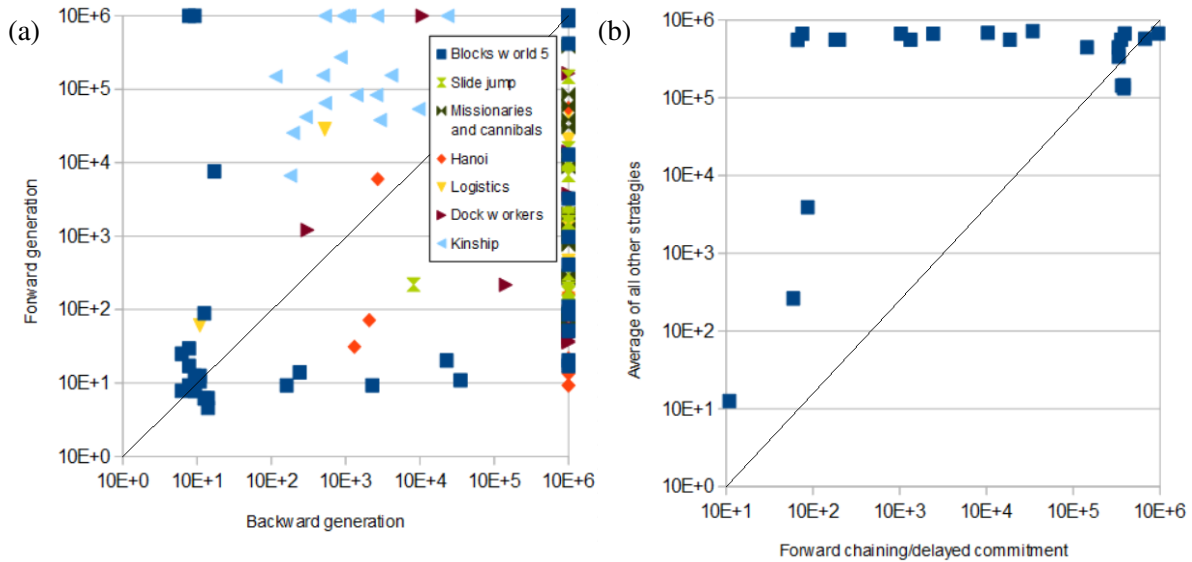 (a)
10E+6
10E+5
10E+4
10E+3
10E+2
10E+1
10E+0
Forward generation
10E+0 10E+1 10E+2 10E+3 10E+4 10E+5 10E+6
Backward generation
Blocks world 5
Slide jump
Missionaries
and cannibals
Hanoi
Logistics
Dock workers
Kinship
(b)
10E+6
10E+5
10E+4
10E+3
10E+2
10E+1
10E+0
Average of all other strategies
10E+1 10E+2 10E+3 10E+4 10E+5 10E+6
Forward chaining/delayed commitment